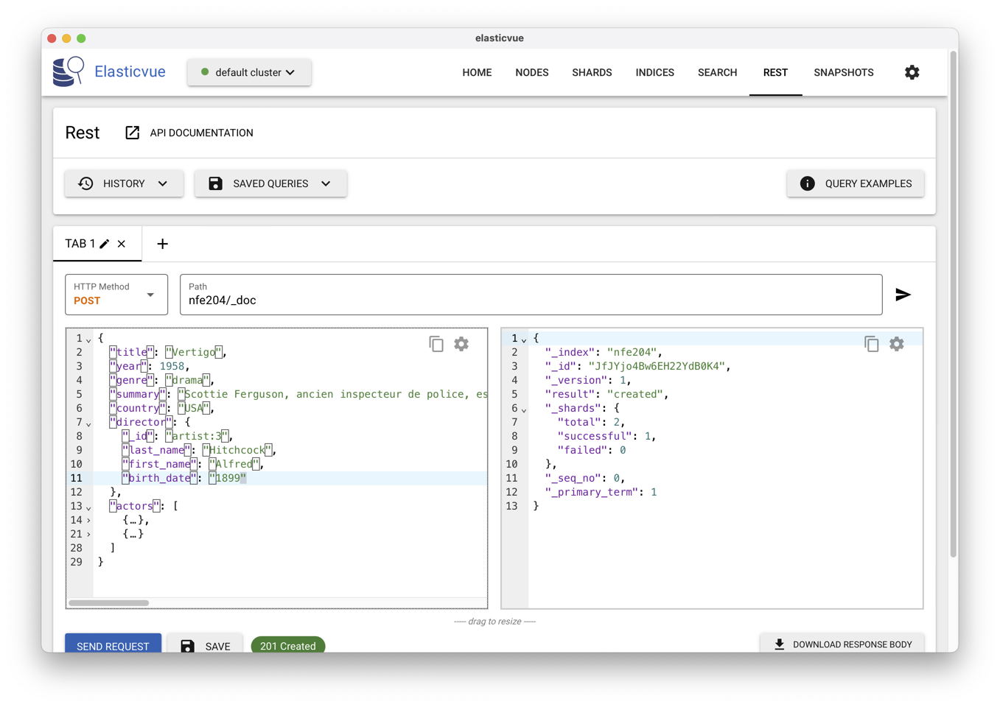 elasticvue
Elasticvue
default cluster
HOME NODES SHARDS INDICES SEARCH REST SNAPSHOTS
Rest API DOCUMENTATION
HISTORY SAVED QUERIES QUERY EXAMPLES
TAB 1
HTTP Method
POST
Path
nfe204/_doc
1 {
2 "title": "Vertigo",
3 "year": 1958,
4 "genre": "drama",
5 "summary": "Scottie Ferguson, ancien inspecteur de police, es
6 "country": "USA",
7 "director": {
8 "_id": "artist:3",
9 "last_name": "Hitchcock",
10 "first_name": "Alfred",
11 "birth_date": "1899"
12 },
13 "actors": [
14 {…},
21 {…}
28 ]
29 }
1 {
2 "_index": "nfe204",
3 "_id": "JfJYjo4Bw6EH22YdB0K4",
4 "_version": 1,
5 "result": "created",
6 "_shards": {
7 "total": 2,
8 "successful": 1,
9 "failed": 0
10 },
11 "_seq_no": 0,
12 "_primary_term": 1
13 }
---- drag to resize ----
SEND REQUEST SAVE 201 Created DOWNLOAD RESPONSE BODY